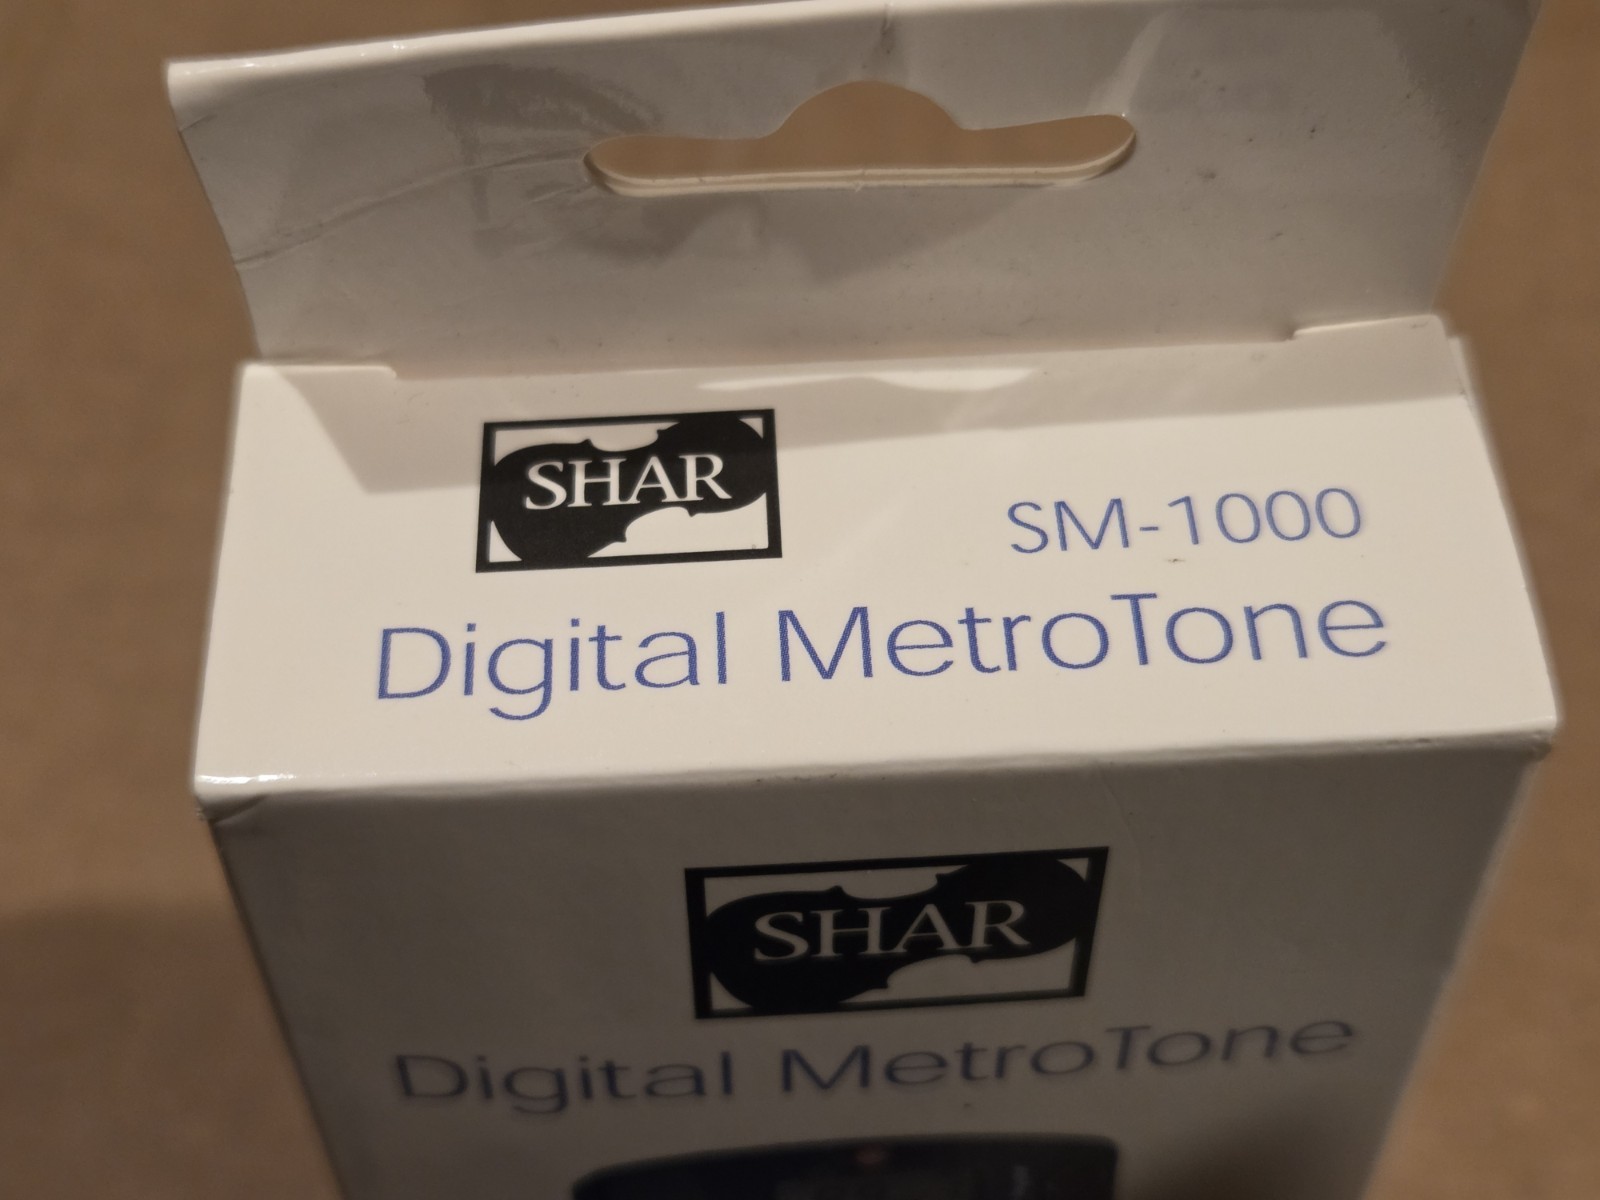 SHAR
SM-1000
Digital MetroTone
SHAR
Digital MetroTone